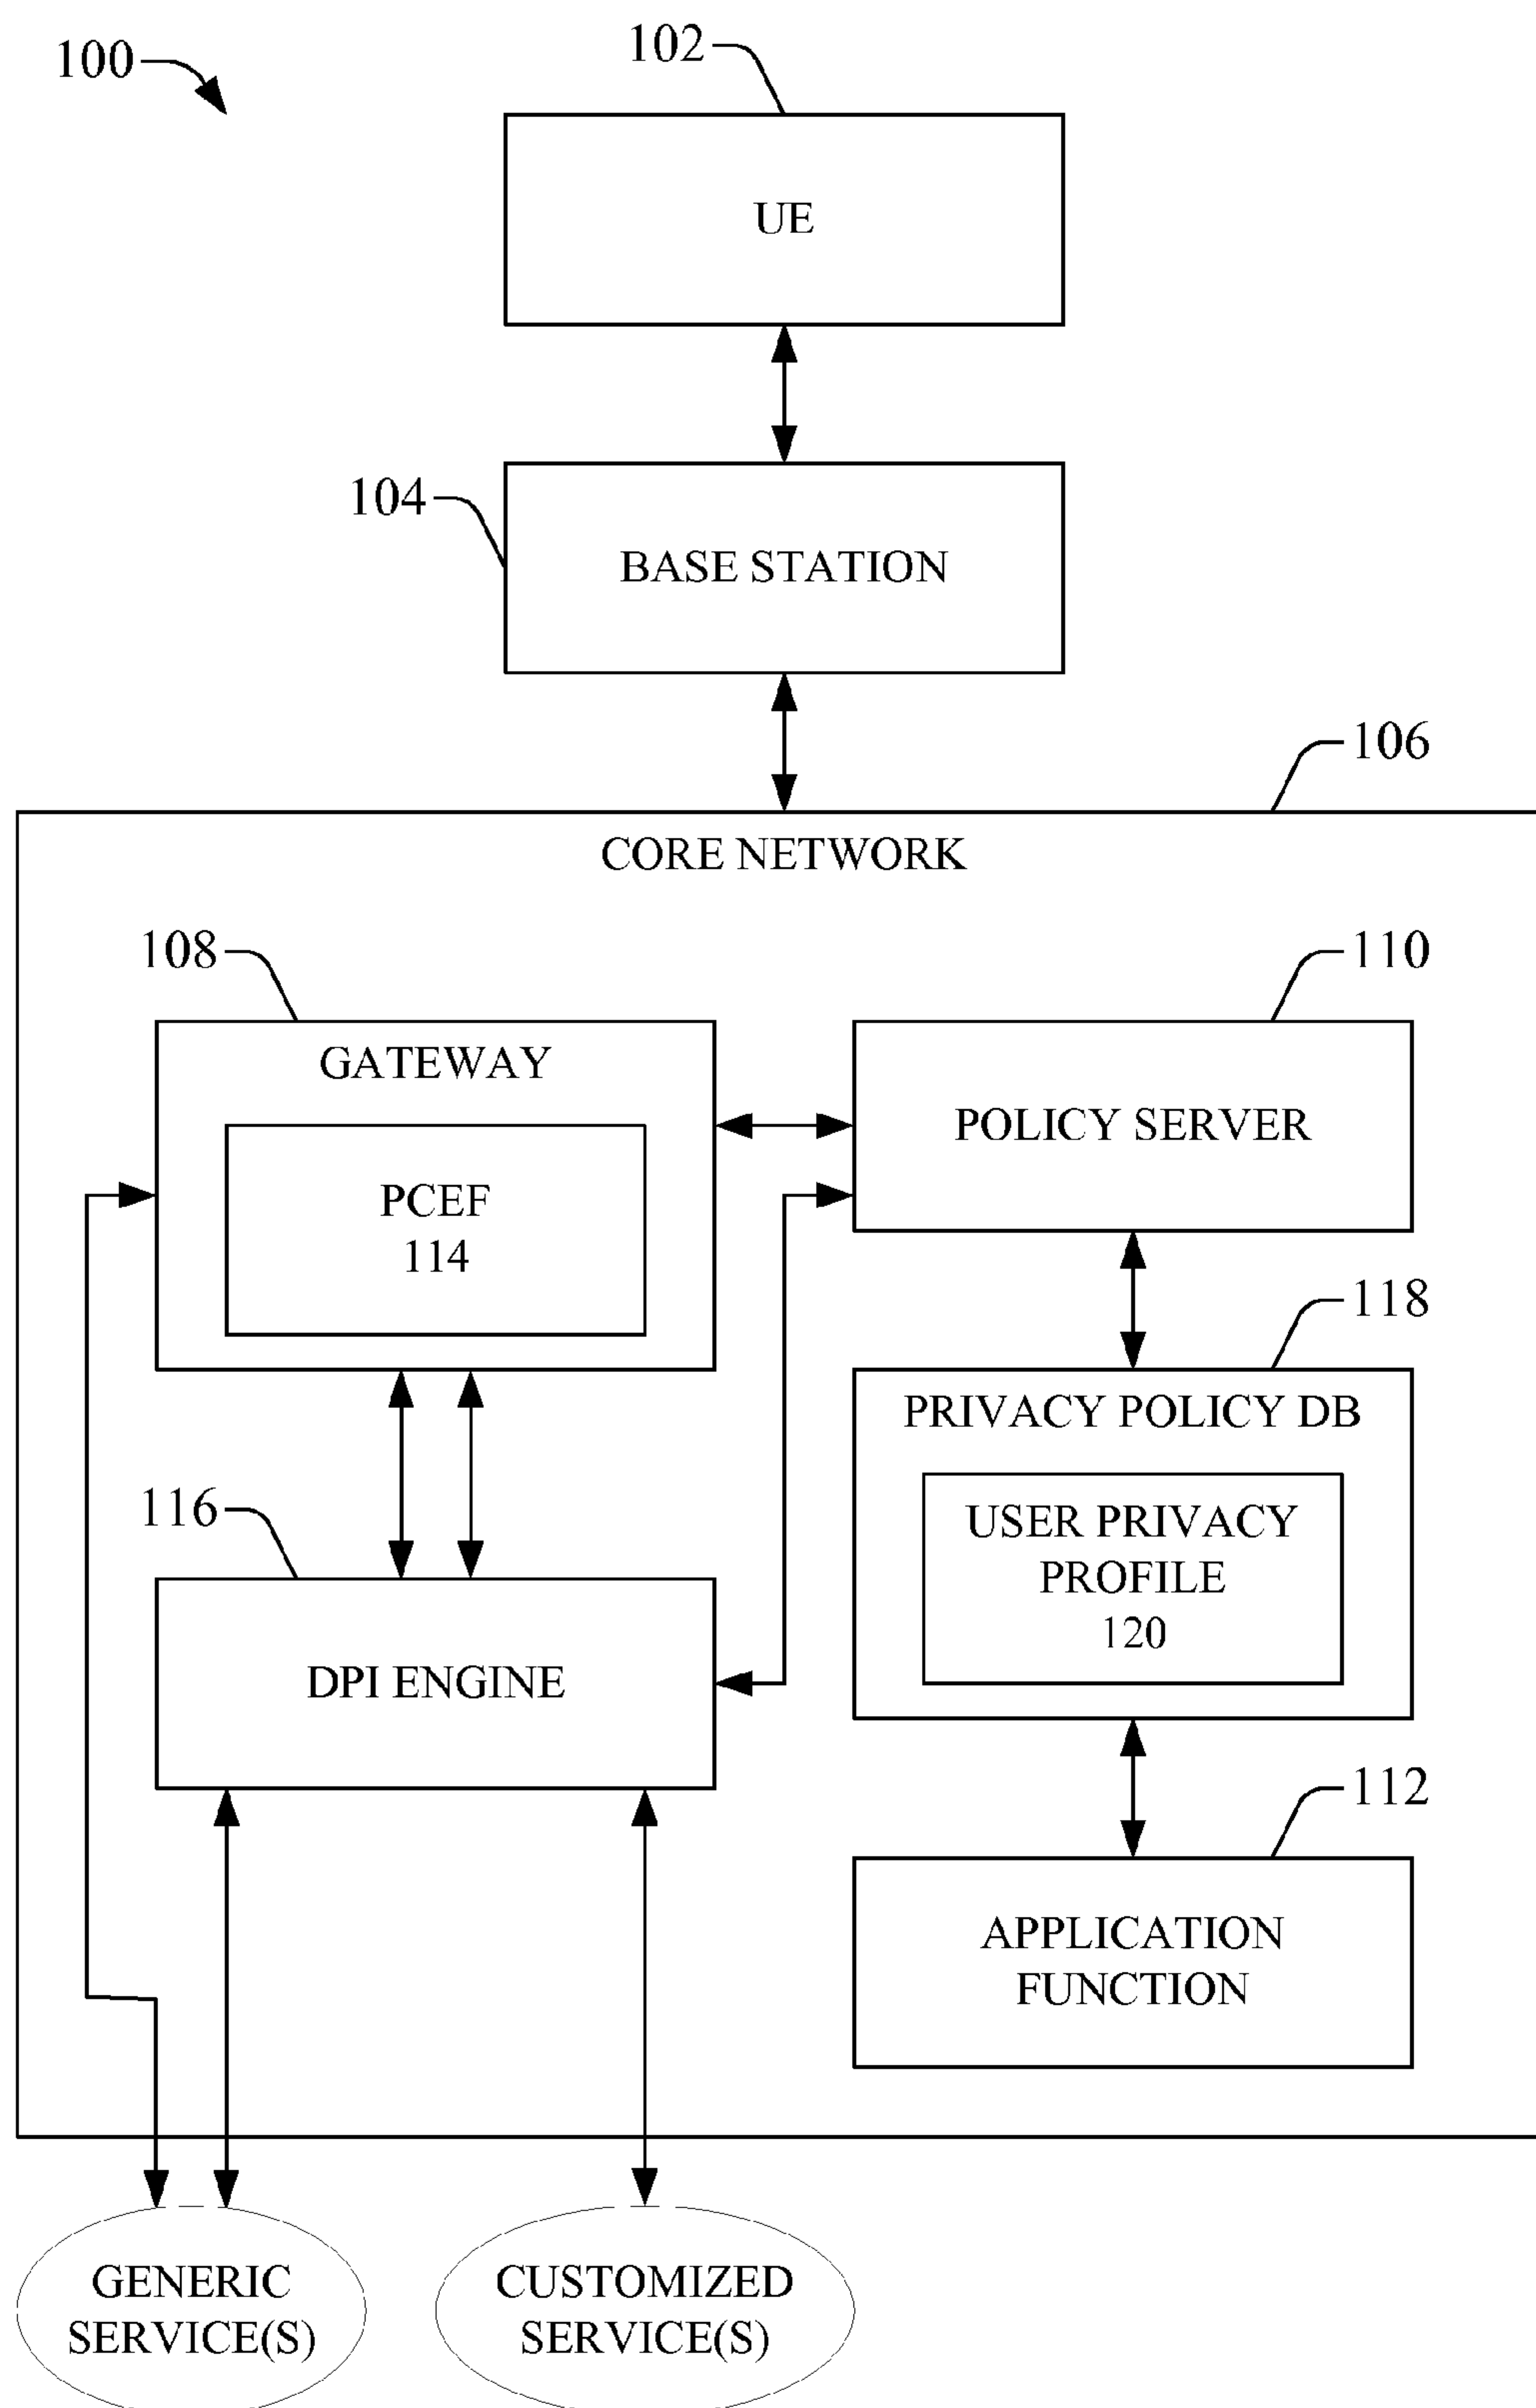 100
102
UE
104
BASE STATION
106
CORE NETWORK
108
110
GATEWAY
PCEF
114
POLICY SERVER
118
PRIVACY POLICY DB
USER PRIVACY
PROFILE
120
116
DPI ENGINE
112
APPLICATION
FUNCTION
GENERIC
SERVICE(S)
CUSTOMIZED
SERVICE(S)